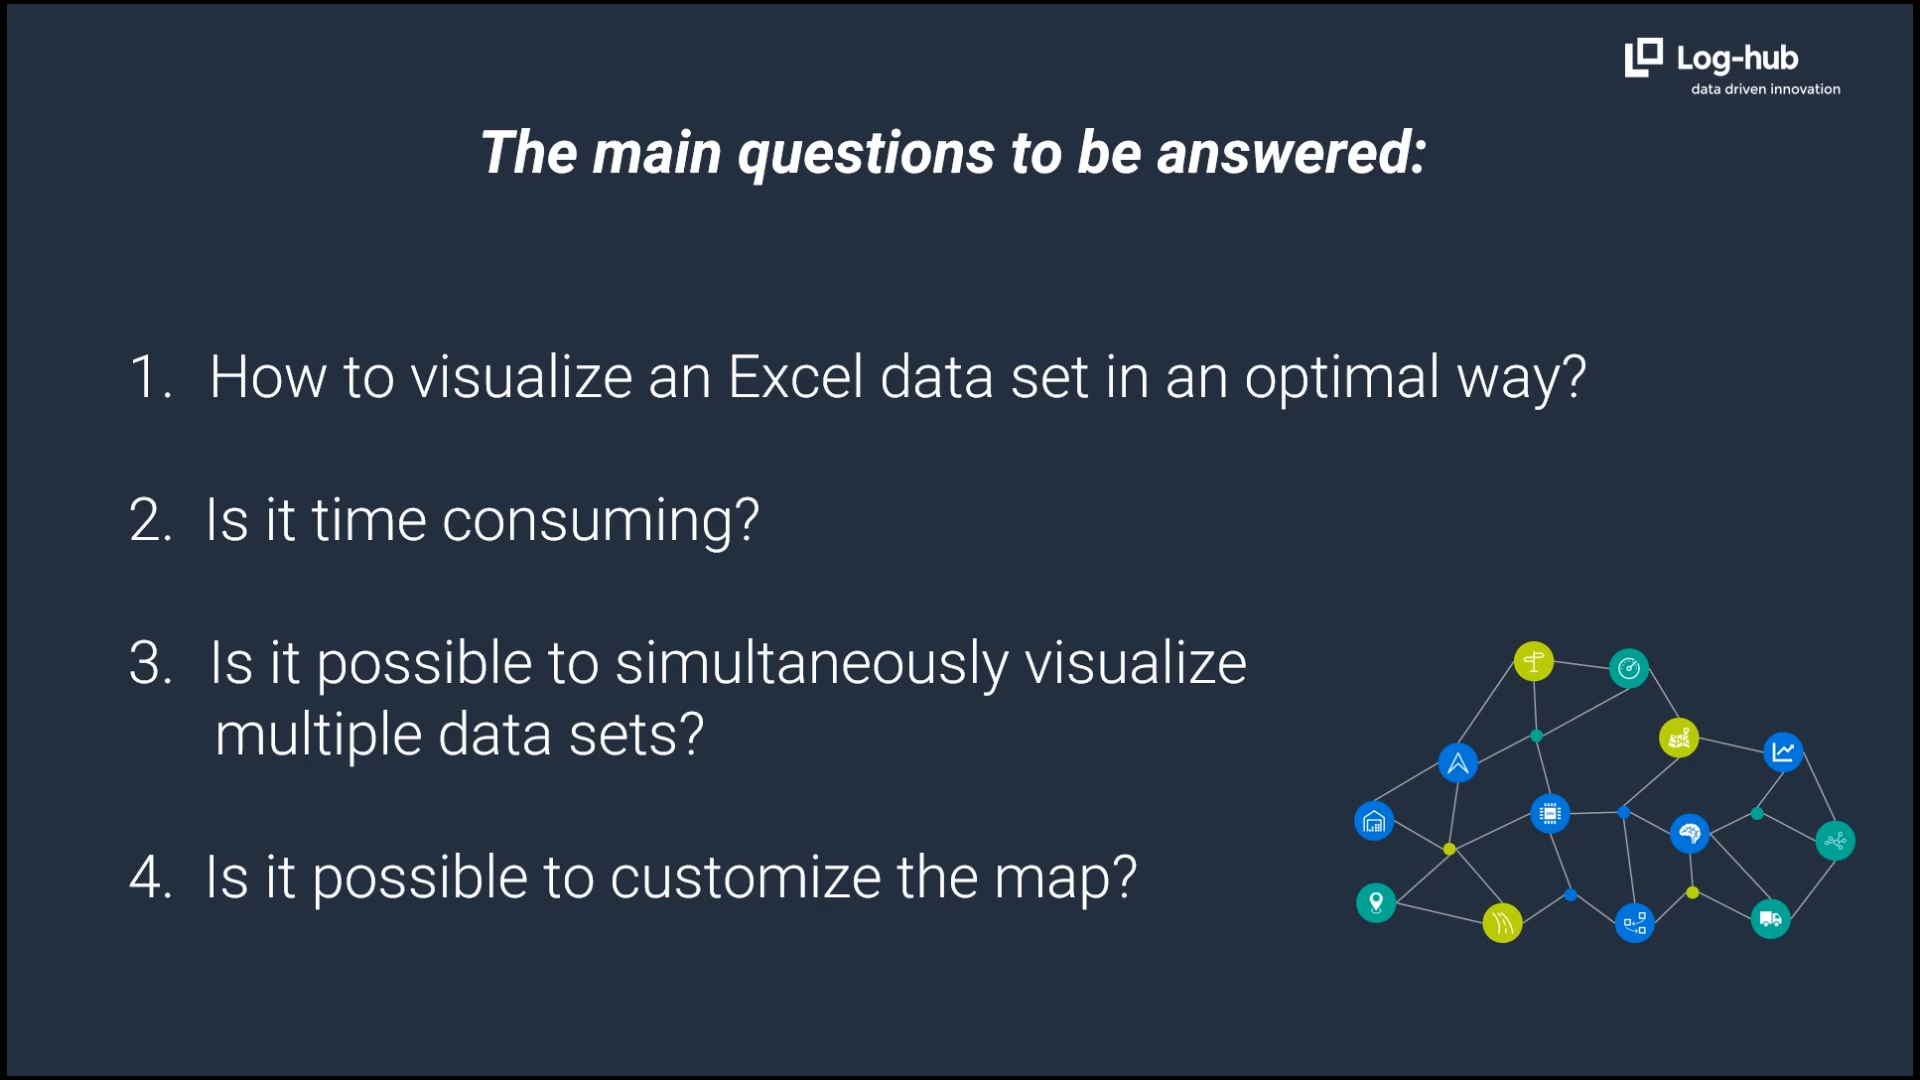 Log-hub
data driven innovation
The main questions to be answered:
1. How to visualize an Excel data set in an optimal way?
2. Is it time consuming?
3. Is it possible to simultaneously visualize
multiple data sets?
4. Is it possible to customize the map?